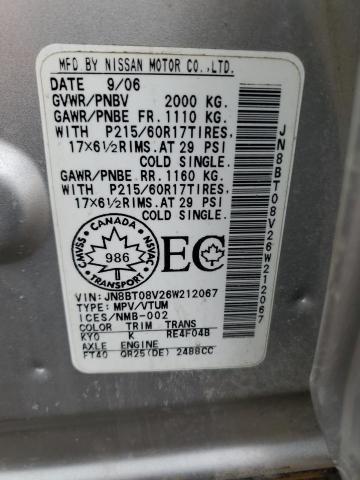 MFD BY NISSAN MOTOR CO.,LTD.
DATE 9/06
GVWR/PNBV 2000 KG.
GAWR/PNBE FR. 1110 KG.
WITH P215/60R17TIRES,
17×6½RIMS.AT 29 PSI
COLD SINGLE.
GAWR/PNBE RR. 1160 KG.
WITH P215/60R17TIRES,
17×6½RIMS.AT 29 PSI
COLD SINGLE.
CANADA
CMVSS 986 NSVAC
TRANSPORT
EC
VIN:JN8BT08V26W212067
TYPE:MPV/VTUM
ICES/NMB-002
COLOR TRIM TRANS
KY0 K RE4F04B
AXLE ENGINE
FT40 QR25(DE) 2488CC
JN8BT08V26W212067